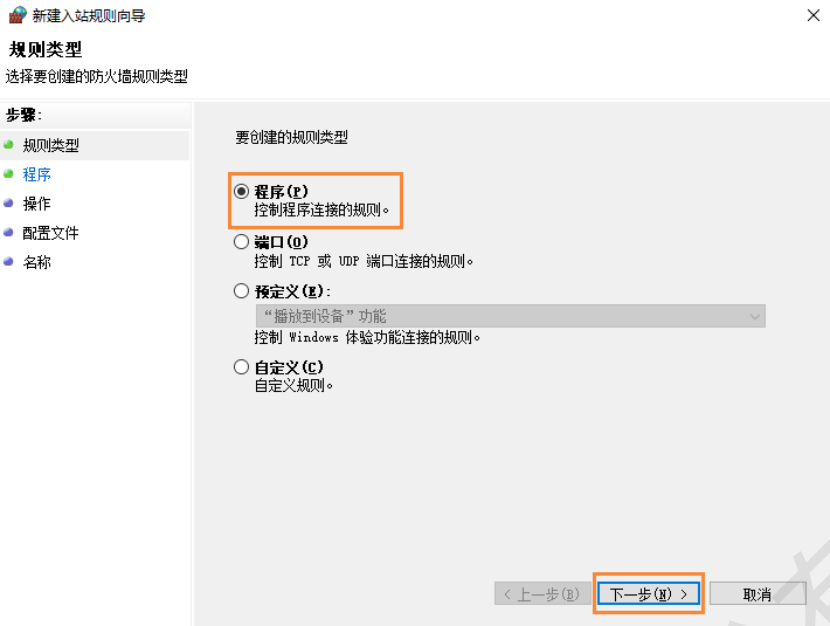 新建入站规则向导
规则类型
选择要创建的防火墙规则类型
步骤:
规则类型
程序
操作
配置文件
名称
要创建的规则类型
程序(P)
控制程序连接的规则。
端口(O)
控制 TCP 或 UDP 端口连接的规则。
预定义(E):
“播放到设备”功能
控制 Windows 体验功能连接的规则。
自定义(C)
自定义规则。
< 上一步(B) 下一步(N) > 取消